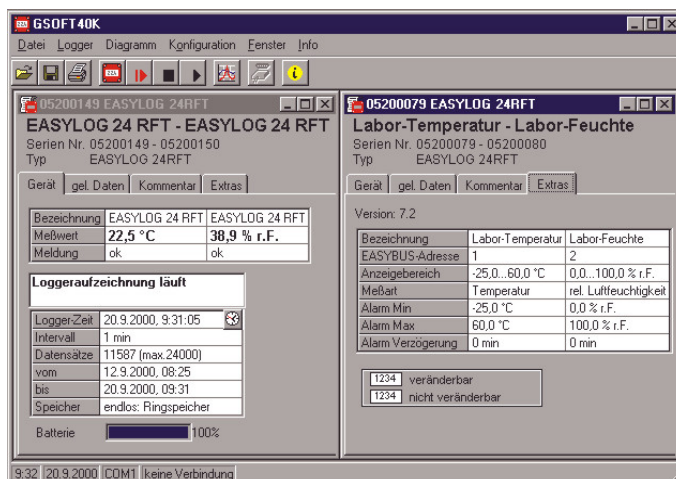 GSOFT40K
Datei Logger Diagramm Konfiguration Fenster Info
05200149 EASYLOG 24RFT
EASYLOG 24 RFT - EASYLOG 24 RFT
Serien Nr. 05200149 - 05200150
Typ EASYLOG 24RFT
Gerät gel. Daten Kommentar Extras
Bezeichnung EASYLOG 24 RFT EASYLOG 24 RFT
Meßwert 22,5 °C 38,9 % r.F.
Meldung ok ok
Loggeraufzeichnung läuft
Logger-Zeit 20.9.2000, 9:31:05
Intervall 1 min
Datensätze 11587 (max.24000)
vom 12.9.2000, 08:25
bis 20.9.2000, 09:31
Speicher endlos: Ringspeicher
Batterie 100%
05200079 EASYLOG 24RFT
Labor-Temperatur - Labor-Feuchte
Serien Nr. 05200079 - 05200080
Typ EASYLOG 24RFT
Gerät gel. Daten Kommentar Extras
Version: 7.2
Bezeichnung Labor-Temperatur Labor-Feuchte
EASYBUS-Adresse 1 2
Anzeigebereich -25,0...60,0 °C 0,0...100,0 % r.F.
Meßart Temperatur rel. Luftfeuchtigkeit
Alarm Min -25,0 °C 0,0 % r.F.
Alarm Max 60,0 °C 100,0 % r.F.
Alarm Verzögerung 0 min 0 min
1234 veränderbar
1234 nicht veränderbar
9:32 20.9.2000 COM1 keine Verbindung